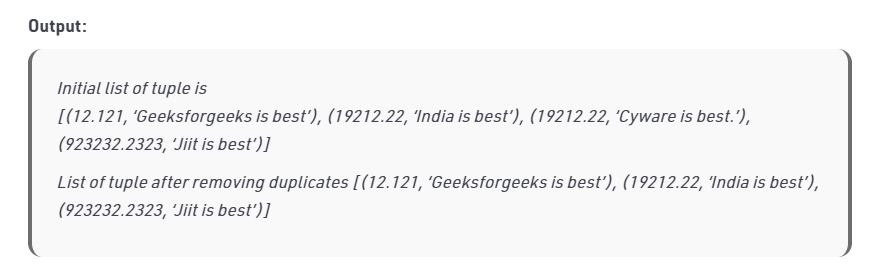 Output:
Initial list of tuple is
[(12.121, ‘Geeksforgeeks is best’), (19212.22, ‘India is best’), (19212.22, ‘Cyware is best.’),
(923232.2323, ‘Jiit is best’)]
List of tuple after removing duplicates [(12.121, ‘Geeksforgeeks is best’), (19212.22, ‘India is best’),
(923232.2323, ‘Jiit is best’)]